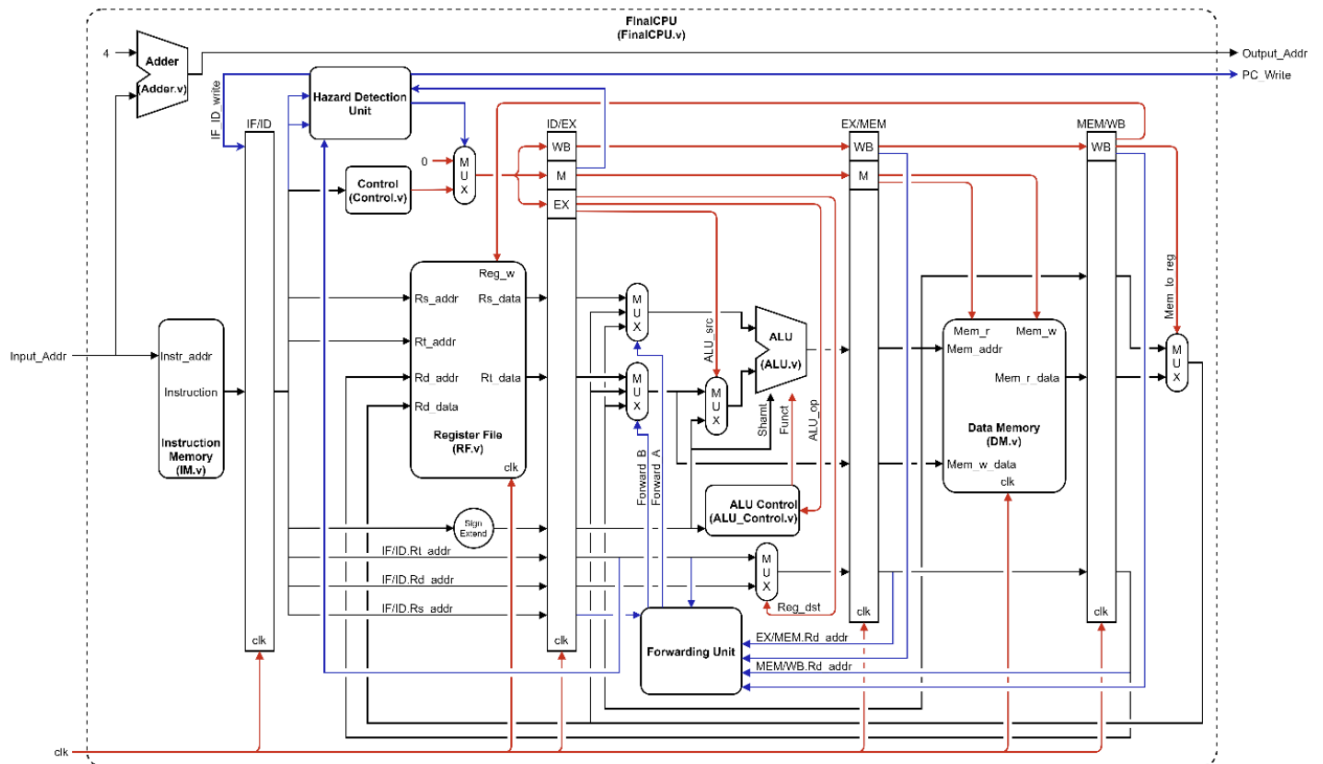 FinalCPU
(FinalCPU.v)
4
Adder
(Adder.v)
Output_Addr
PC_Write
IF_ID_write
Hazard Detection
Unit
IF/ID
ID/EX
EX/MEM
MEM/WB
0
M
U
X
WB
WB
WB
Control
(Control.v)
M
M
EX
Reg_w
Rs_addr
Rs_data
Rt_addr
Rd_addr
Rt_data
Rd_data
Register File
(RF.v)
clk
M
U
X
M
U
X
ALU_src
M
U
X
ALU
(ALU.v)
Shamt
Funct
ALU_op
Mem_r
Mem_w
Mem_addr
Mem_r_data
Data Memory
(DM.v)
Mem_w_data
clk
Mem_to_reg
M
U
X
Input_Addr
Instr_addr
Instruction
Instruction
Memory
(IM.v)
Forward_B
Forward_A
ALU Control
(ALU_Control.v)
Sign
Extend
IF/ID.Rt_addr
IF/ID.Rd_addr
IF/ID.Rs_addr
M
U
X
Reg_dst
clk
clk
clk
clk
Forwarding Unit
EX/MEM.Rd_addr
MEM/WB.Rd_addr
clk